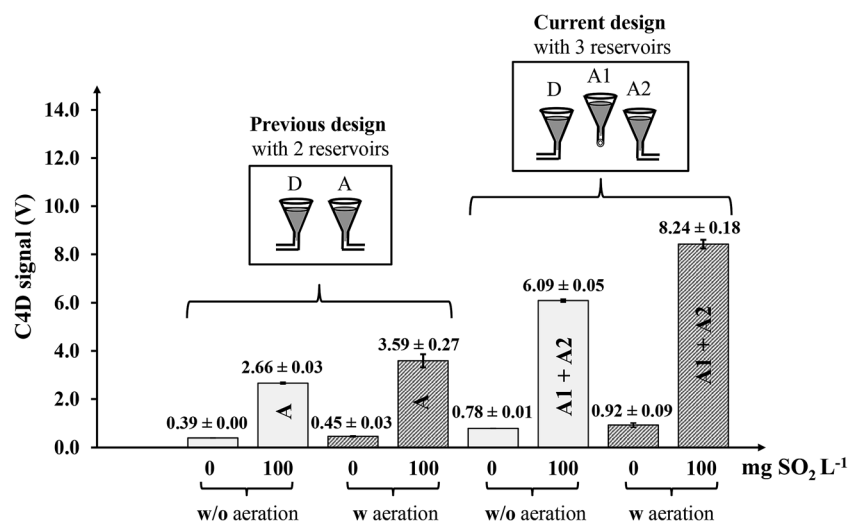 Current design
with 3 reservoirs
D A1 A2
Previous design
with 2 reservoirs
D A
C4D signal (V)
14.0
12.0
10.0
8.0
6.0
4.0
2.0
0.0
0.39 ± 0.00
2.66 ± 0.03
A
0.45 ± 0.03
3.59 ± 0.27
A
0.78 ± 0.01
6.09 ± 0.05
A1 + A2
0.92 ± 0.09
8.24 ± 0.18
A1 + A2
0 100 0 100 0 100 0 100 mg SO₂ L⁻¹
w/o aeration w aeration w/o aeration w aeration